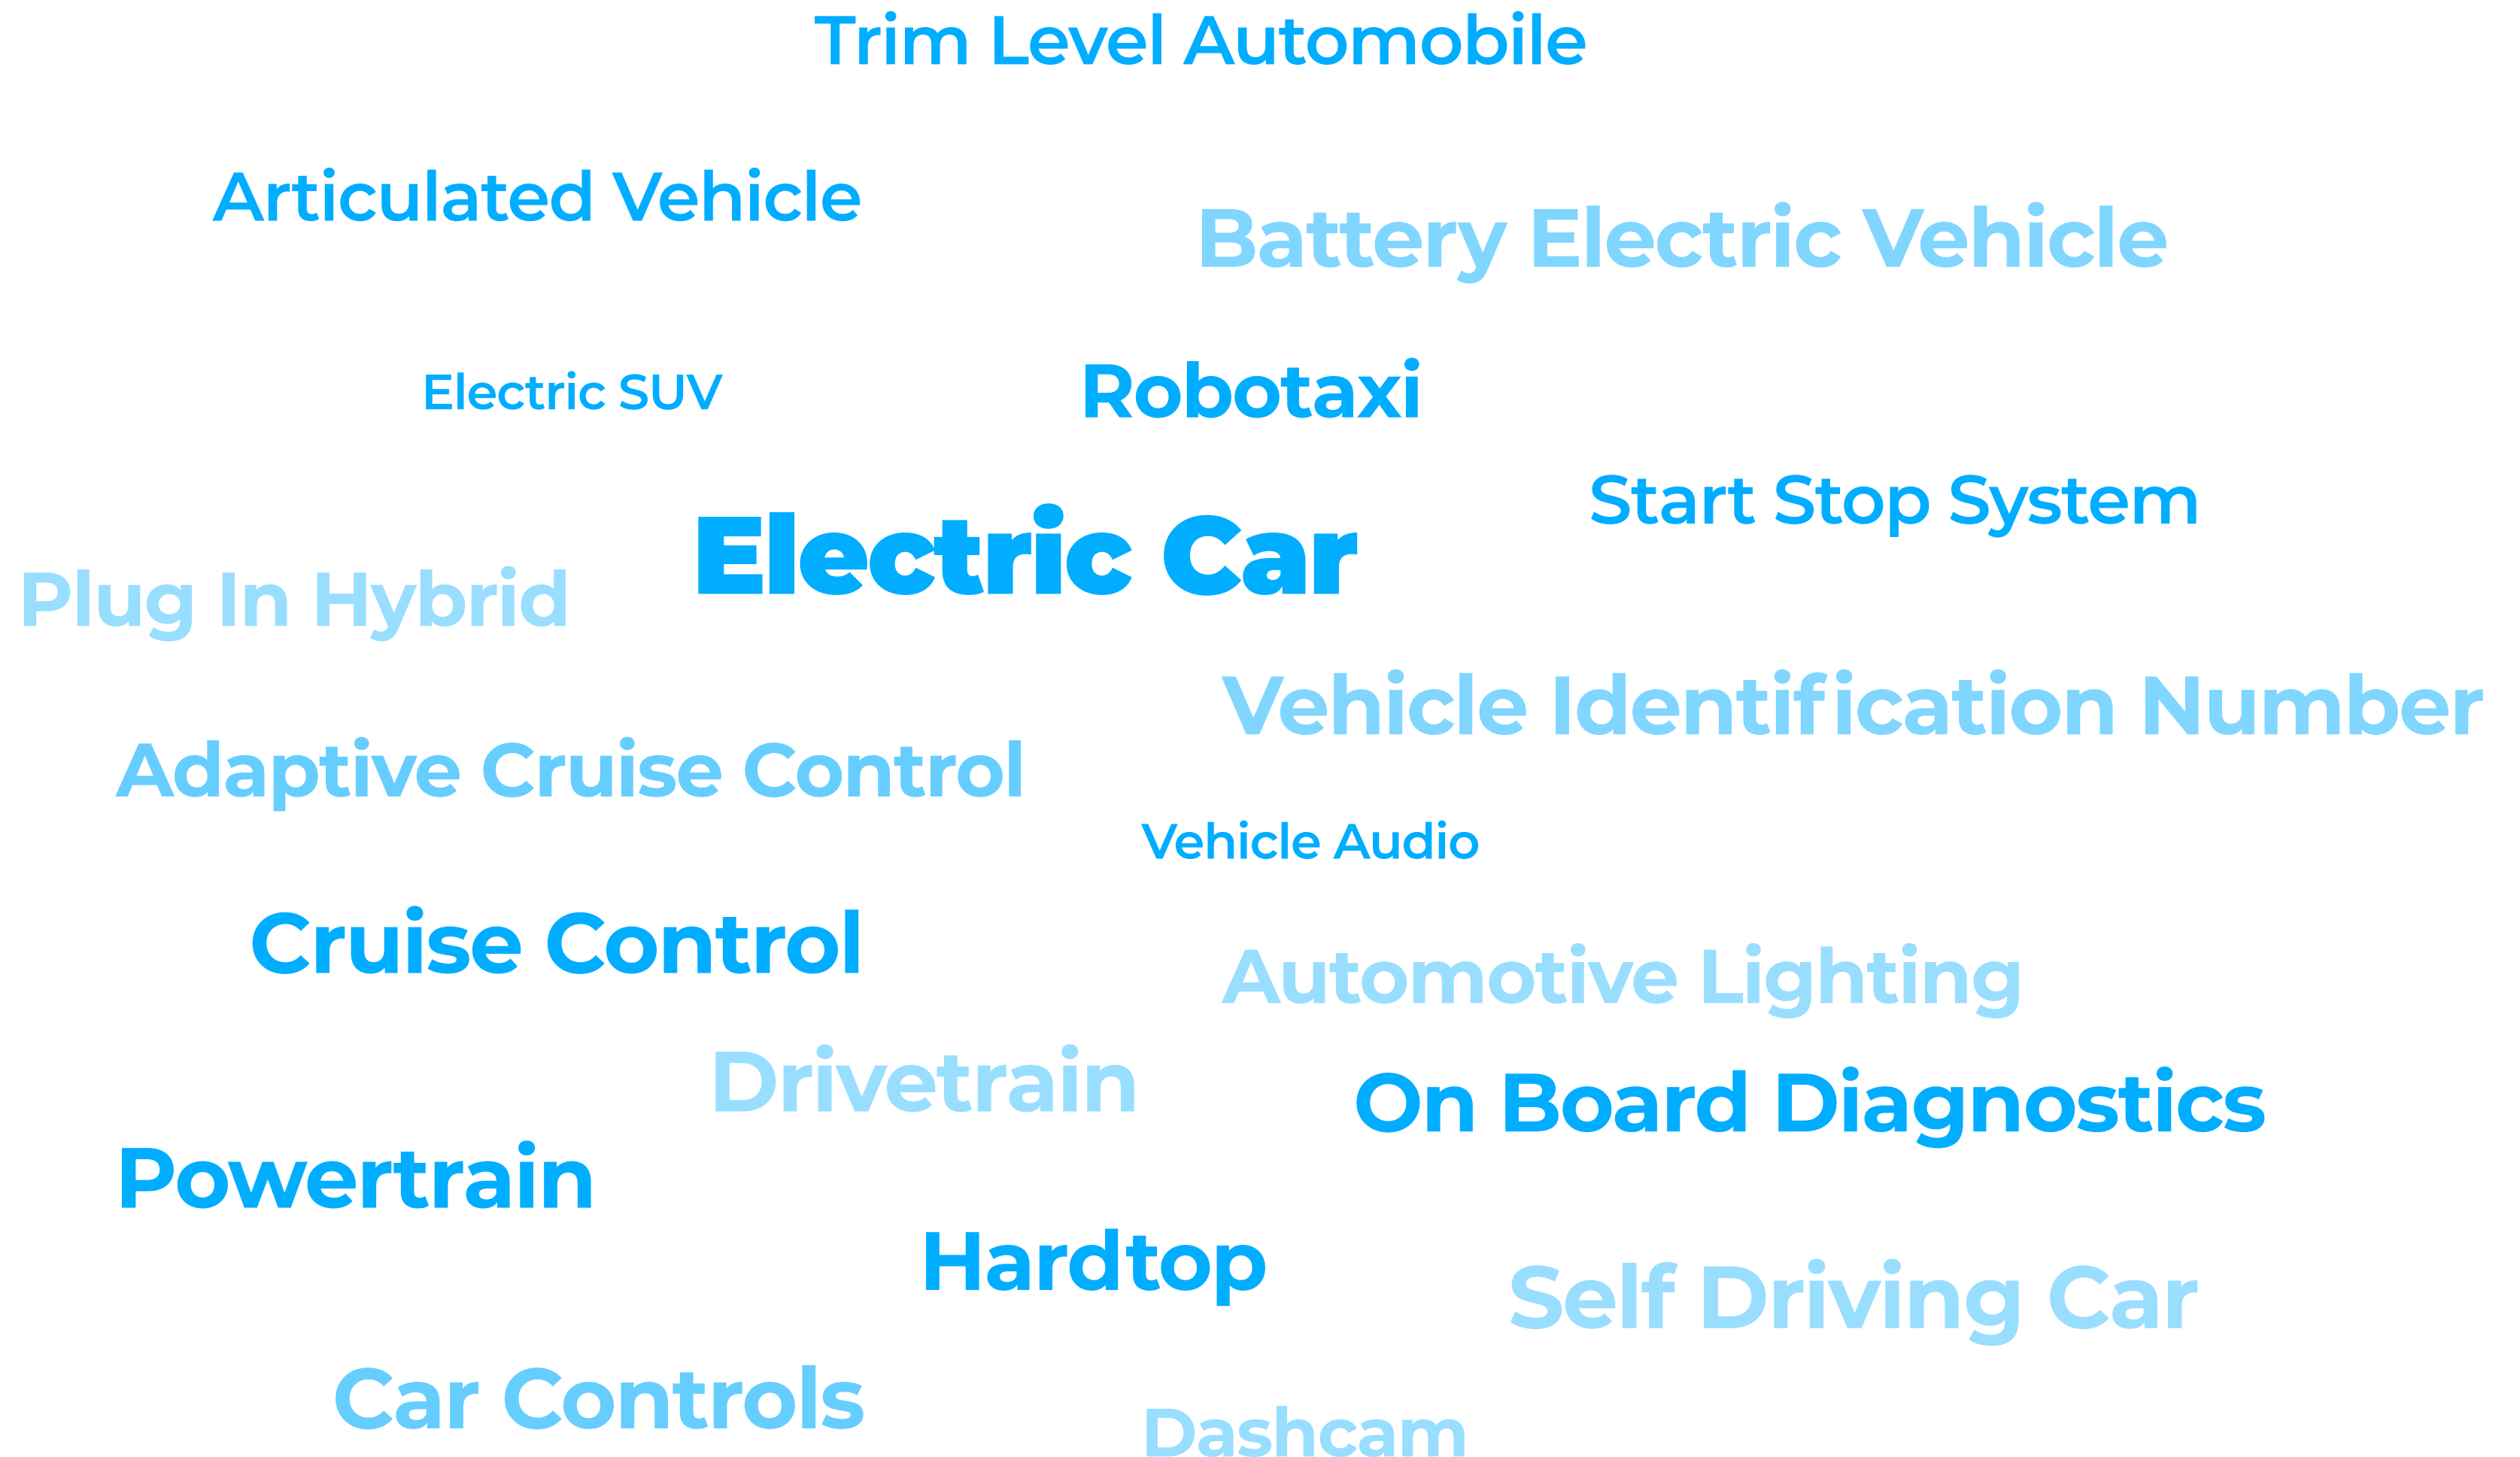 Trim Level Automobile
Articulated Vehicle
Battery Electric Vehicle
Electric SUV
Robotaxi
Start Stop System
Electric Car
Plug In Hybrid
Vehicle Identification Number
Adaptive Cruise Control
Vehicle Audio
Cruise Control
Automotive Lighting
Drivetrain
On Board Diagnostics
Powertrain
Hardtop
Self Driving Car
Car Controls
Dashcam